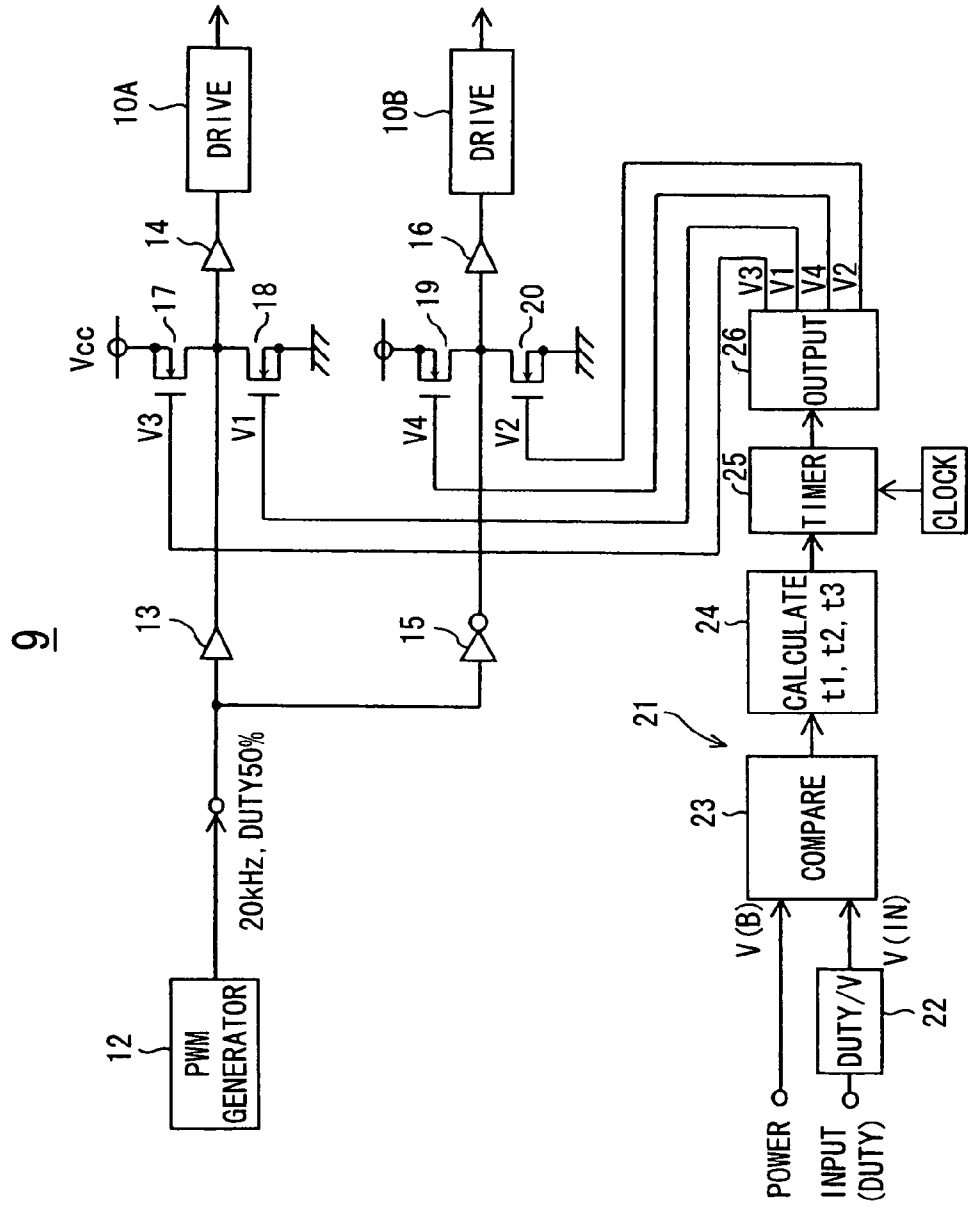 9
12
PWM
GENERATOR
20kHz, DUTY50%
13
15
Vcc
V3
17
V1
18
14
10A
DRIVE
V4
19
V2
20
16
10B
DRIVE
21
POWER
V(B)
INPUT
(DUTY)
DUTY/V
22
V(IN)
23
COMPARE
24
CALCULATE
t1, t2, t3
25
TIMER
CLOCK
26
OUTPUT
V3
V1
V4
V2